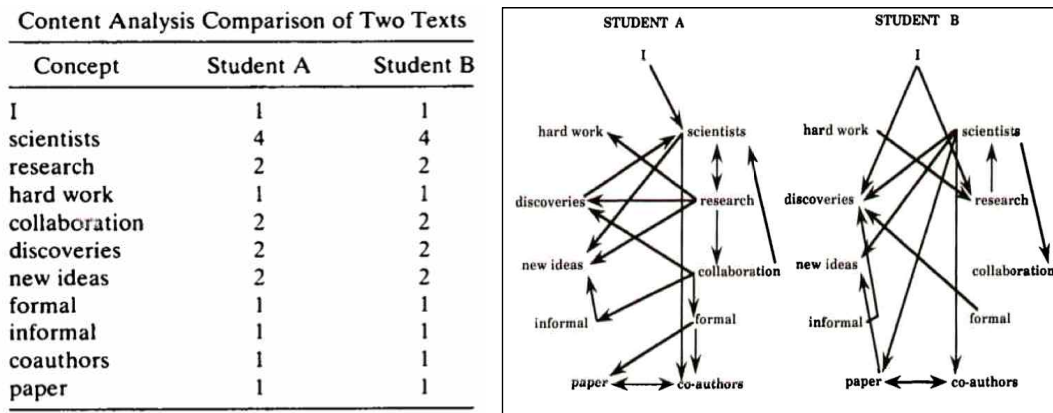 Content Analysis Comparison of Two Texts
Concept Student A Student B
I 1 1
scientists 4 4
research 2 2
hard work 1 1
collaboration 2 2
discoveries 2 2
new ideas 2 2
formal 1 1
informal 1 1
coauthors 1 1
paper 1 1
STUDENT A
I
hard work scientists
discoveries research
new ideas collaboration
informal formal
paper co-authors
STUDENT B
I
hard work scientists
discoveries research
new ideas collaboration
informal formal
paper co-authors